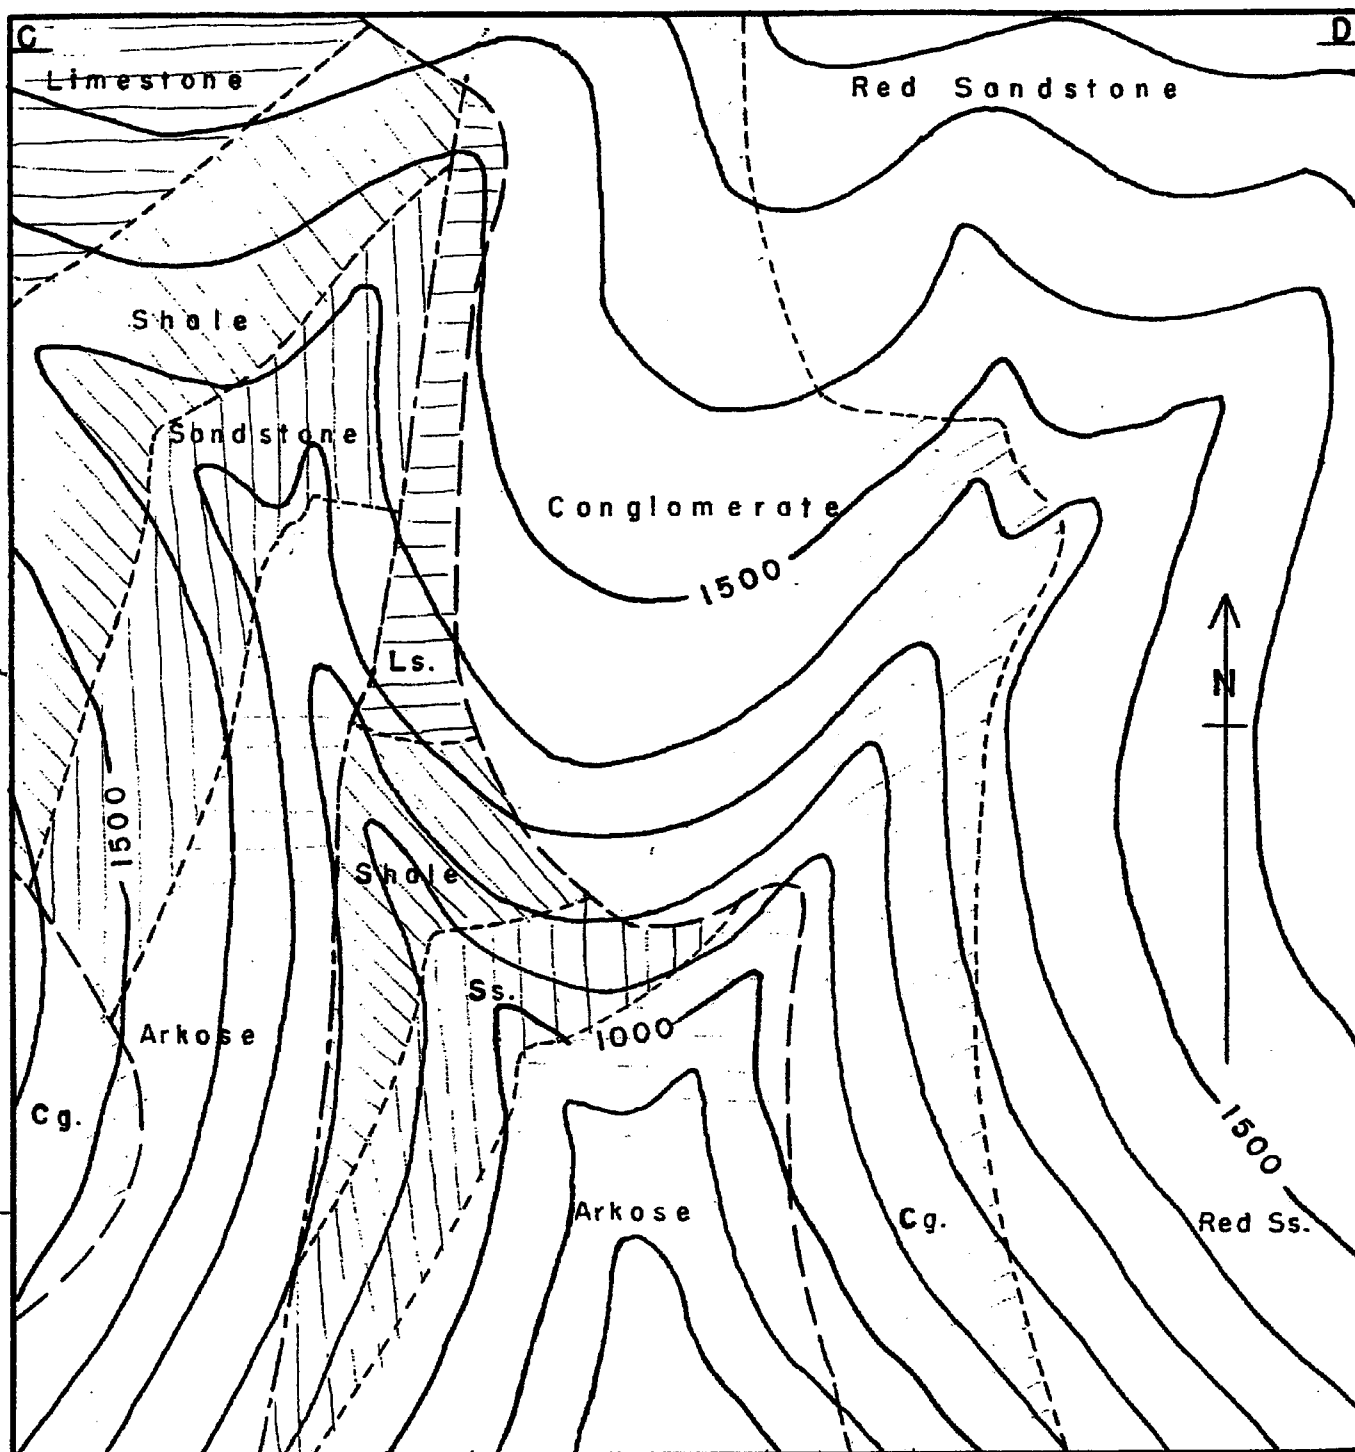 C
D
Limestone
Red Sandstone
Shale
Sandstone
Conglomerate
1500
Ls.
N
1500
Shale
Ss.
1000
Arkose
Cg.
1500
Arkose
Cg.
Red Ss.